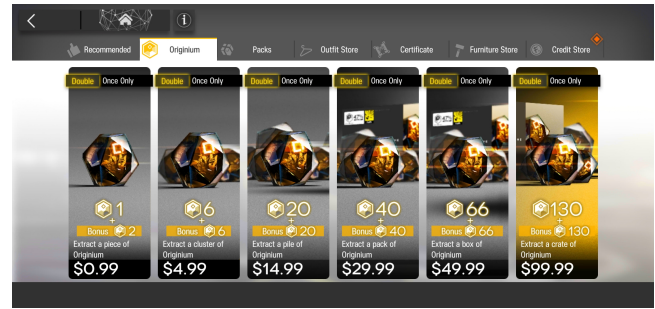 Recommended
Originium
Packs
Outfit Store
Certificate
Furniture Store
Credit Store
Double Once Only
1
+
Bonus 2
Extract a piece of
Originium
$0.99
Double Once Only
6
+
Bonus 6
Extract a cluster of
Originium
$4.99
Double Once Only
20
+
Bonus 20
Extract a pile of
Originium
$14.99
Double Once Only
40
+
Bonus 40
Extract a pack of
Originium
$29.99
Double Once Only
66
+
Bonus 66
Extract a box of
Originium
$49.99
Double Once Only
130
+
Bonus 130
Extract a crate of
Originium
$99.99